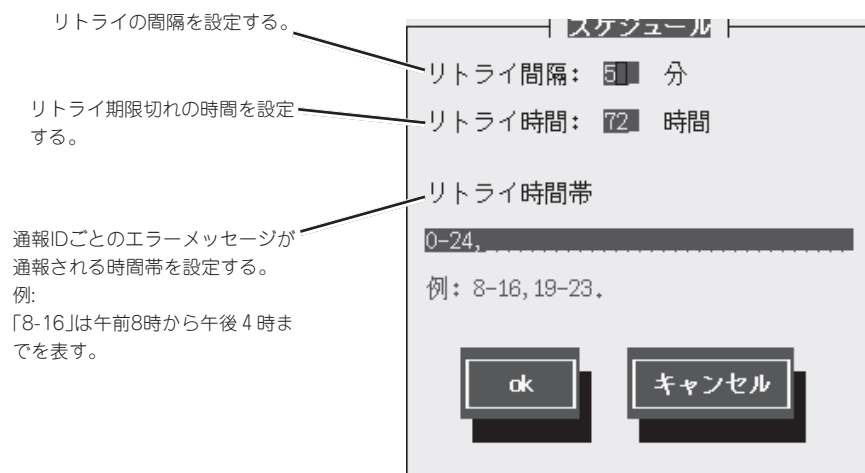 リトライの間隔を設定する。
リトライ期限切れの時間を設定
する。
通報IDごとのエラーメッセージが
通報される時間帯を設定する。
例:
「8-16」は午前8時から午後４時ま
でを表す。
スケジュール
リトライ間隔: 5 分
リトライ時間: 72 時間
リトライ時間帯
0-24,
例: 8-16,19-23.
ok
キャンセル